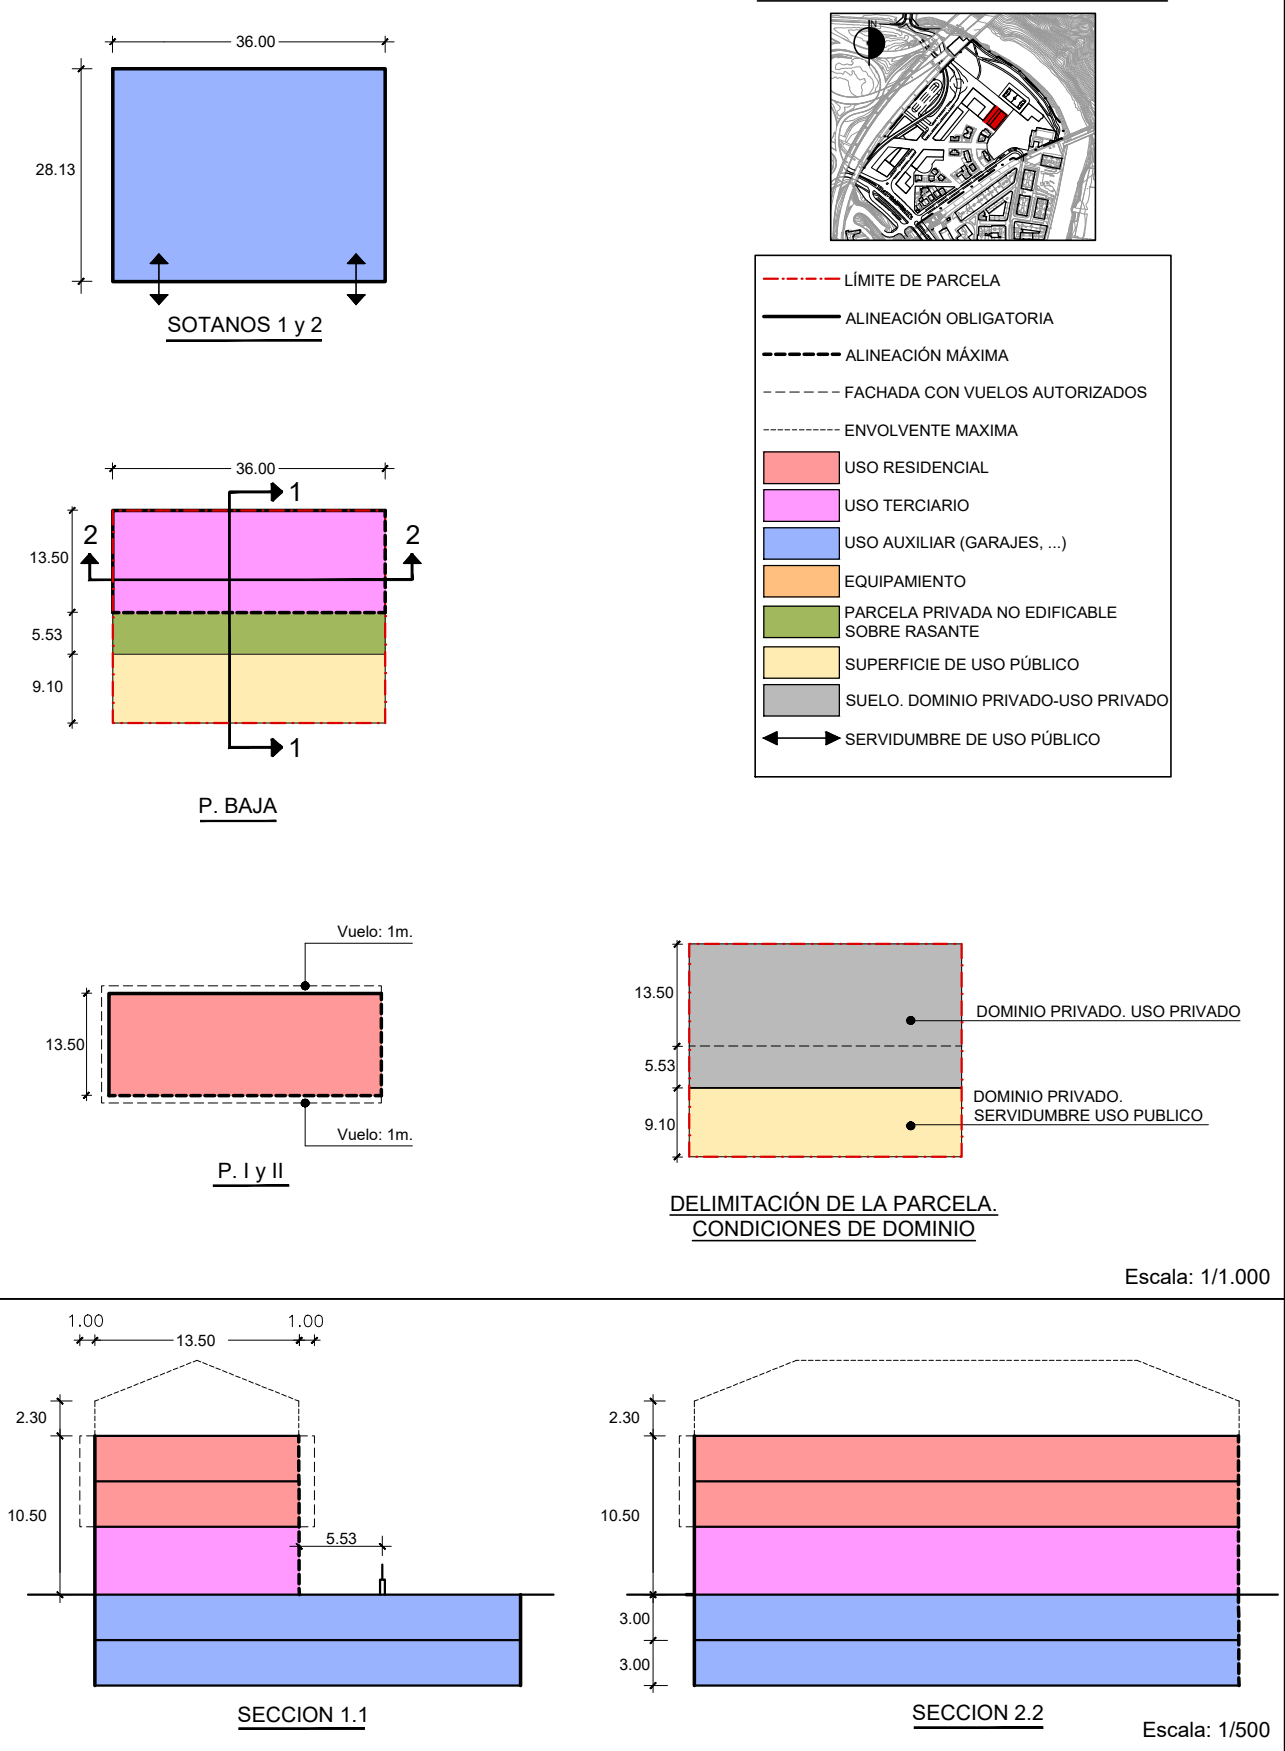 36.00
28.13
SOTANOS 1 y 2
N
LÍMITE DE PARCELA
ALINEACIÓN OBLIGATORIA
ALINEACIÓN MÁXIMA
FACHADA CON VUELOS AUTORIZADOS
ENVOLVENTE MAXIMA
USO RESIDENCIAL
USO TERCIARIO
USO AUXILIAR (GARAJES, ...)
EQUIPAMIENTO
PARCELA PRIVADA NO EDIFICABLE
SOBRE RASANTE
SUPERFICIE DE USO PÚBLICO
SUELO. DOMINIO PRIVADO-USO PRIVADO
SERVIDUMBRE DE USO PÚBLICO
36.00
1
2
2
13.50
5.53
9.10
1
P. BAJA
Vuelo: 1m.
13.50
Vuelo: 1m.
P. I y II
13.50
5.53
9.10
DOMINIO PRIVADO. USO PRIVADO
DOMINIO PRIVADO.
SERVIDUMBRE USO PUBLICO
DELIMITACIÓN DE LA PARCELA.
CONDICIONES DE DOMINIO
Escala: 1/1.000
1.00
13.50
1.00
2.30
10.50
5.53
SECCION 1.1
2.30
10.50
3.00
3.00
SECCION 2.2
Escala: 1/500